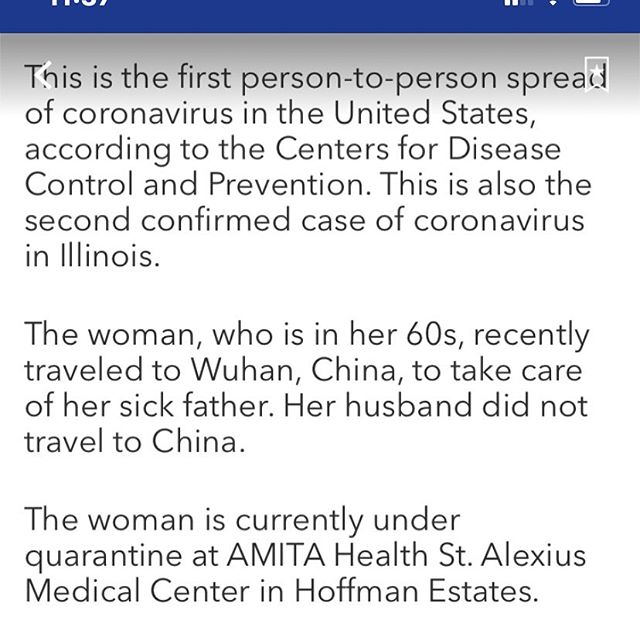 This is the first person-to-person spread
of coronavirus in the United States,
according to the Centers for Disease
Control and Prevention. This is also the
second confirmed case of coronavirus
in Illinois.
The woman, who is in her 60s, recently
traveled to Wuhan, China, to take care
of her sick father. Her husband did not
travel to China.
The woman is currently under
quarantine at AMITA Health St. Alexius
Medical Center in Hoffman Estates.